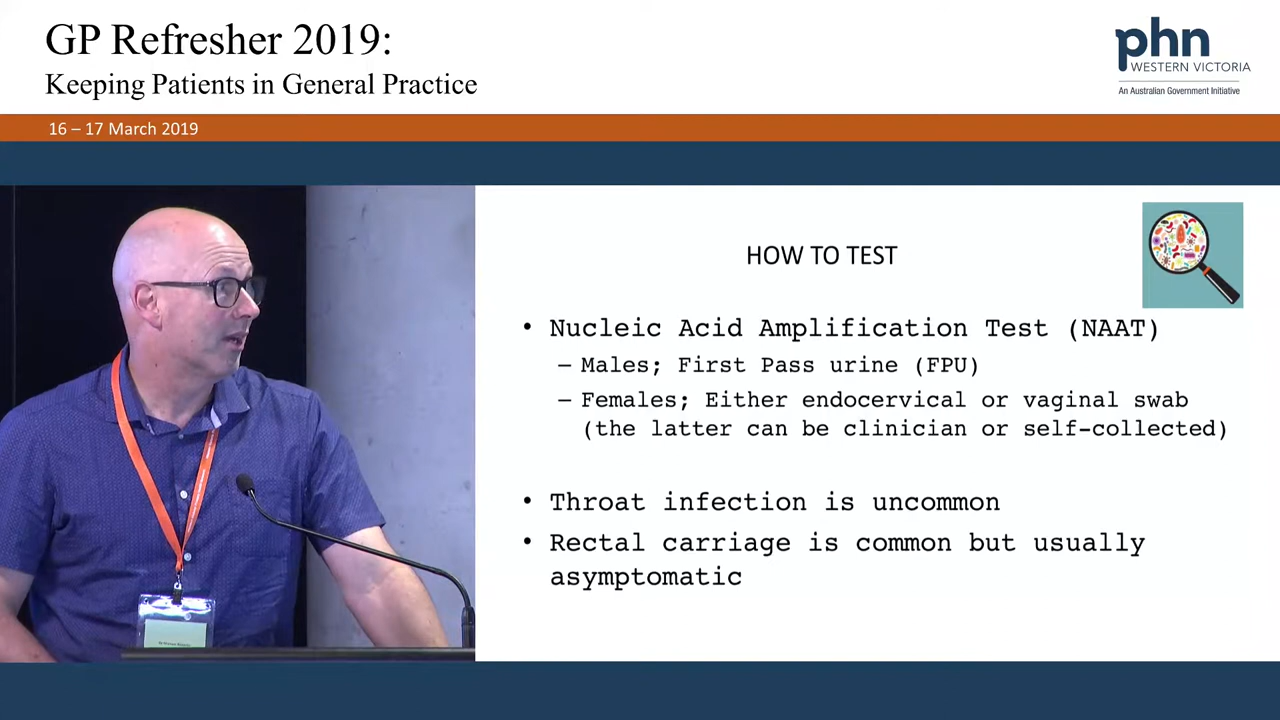 GP Refresher 2019:
Keeping Patients in General Practice
phn
WESTERN VICTORIA
An Australian Government Initiative
16 – 17 March 2019
HOW TO TEST
• Nucleic Acid Amplification Test (NAAT)
– Males; First Pass urine (FPU)
– Females; Either endocervical or vaginal swab
(the latter can be clinician or self-collected)
• Throat infection is uncommon
• Rectal carriage is common but usually
asymptomatic